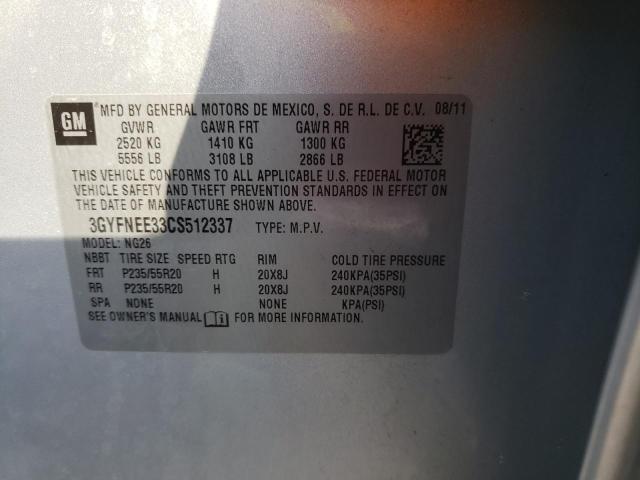 GM ® MFD BY GENERAL MOTORS DE MEXICO, S. DE R.L. DE C.V. 08/11
GVWR GAWR FRT GAWR RR
2520 KG 1410 KG 1300 KG
5556 LB 3108 LB 2866 LB
THIS VEHICLE CONFORMS TO ALL APPLICABLE U.S. FEDERAL MOTOR
VEHICLE SAFETY AND THEFT PREVENTION STANDARDS IN EFFECT ON
THE DATE OF MANUFACTURE SHOWN ABOVE.
3GYFNEE33CS512337 TYPE: M.P.V.
MODEL: NG26
NBBT TIRE SIZE SPEED RTG RIM COLD TIRE PRESSURE
FRT P235/55R20 H 20X8J 240KPA(35PSI)
RR P235/55R20 H 20X8J 240KPA(35PSI)
SPA NONE NONE KPA(PSI)
SEE OWNER'S MANUAL FOR MORE INFORMATION.